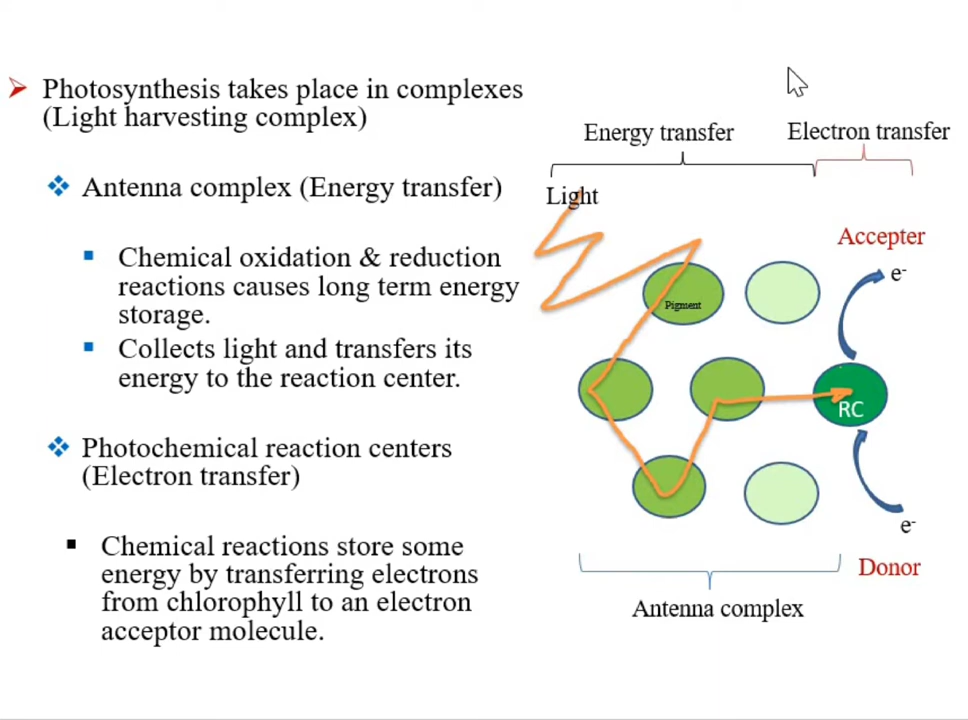 Photosynthesis takes place in complexes
(Light harvesting complex)
Antenna complex (Energy transfer)
Chemical oxidation & reduction
reactions causes long term energy
storage.
Collects light and transfers its
energy to the reaction center.
Photochemical reaction centers
(Electron transfer)
Chemical reactions store some
energy by transferring electrons
from chlorophyll to an electron
acceptor molecule.
Energy transfer
Electron transfer
Light
Accepter
e-
Pigment
RC
e-
Donor
Antenna complex